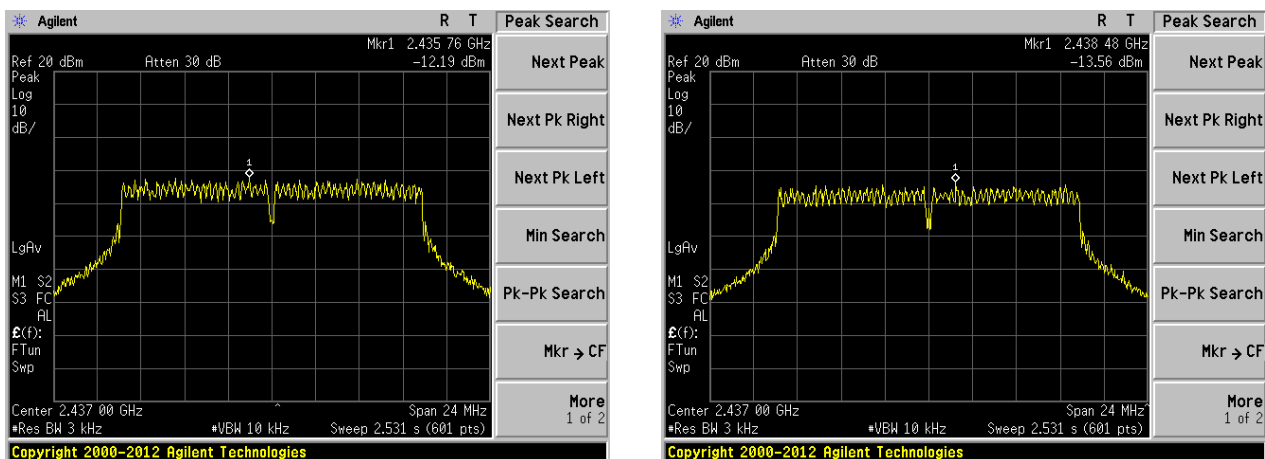 Agilent R T Peak Search
Mkr1 2.435 76 GHz
Ref 20 dBm Atten 30 dB -12.19 dBm
Peak
Log
10
dB/
1
LgAv
M1 S2
S3 FC
AL
£(f):
FTun
Swp
Center 2.437 00 GHz ^ Span 24 MHz
#Res BW 3 kHz #VBW 10 kHz Sweep 2.531 s (601 pts)
Copyright 2000-2012 Agilent Technologies
Next Peak
Next Pk Right
Next Pk Left
Min Search
Pk-Pk Search
Mkr → CF
More
1 of 2
Agilent R T Peak Search
Mkr1 2.438 48 GHz
Ref 20 dBm Atten 30 dB -13.56 dBm
Peak
Log
10
dB/
1
LgAv
M1 S2
S3 FC
AL
£(f):
FTun
Swp
Center 2.437 00 GHz Span 24 MHz^
#Res BW 3 kHz #VBW 10 kHz Sweep 2.531 s (601 pts)
Copyright 2000-2012 Agilent Technologies
Next Peak
Next Pk Right
Next Pk Left
Min Search
Pk-Pk Search
Mkr → CF
More
1 of 2